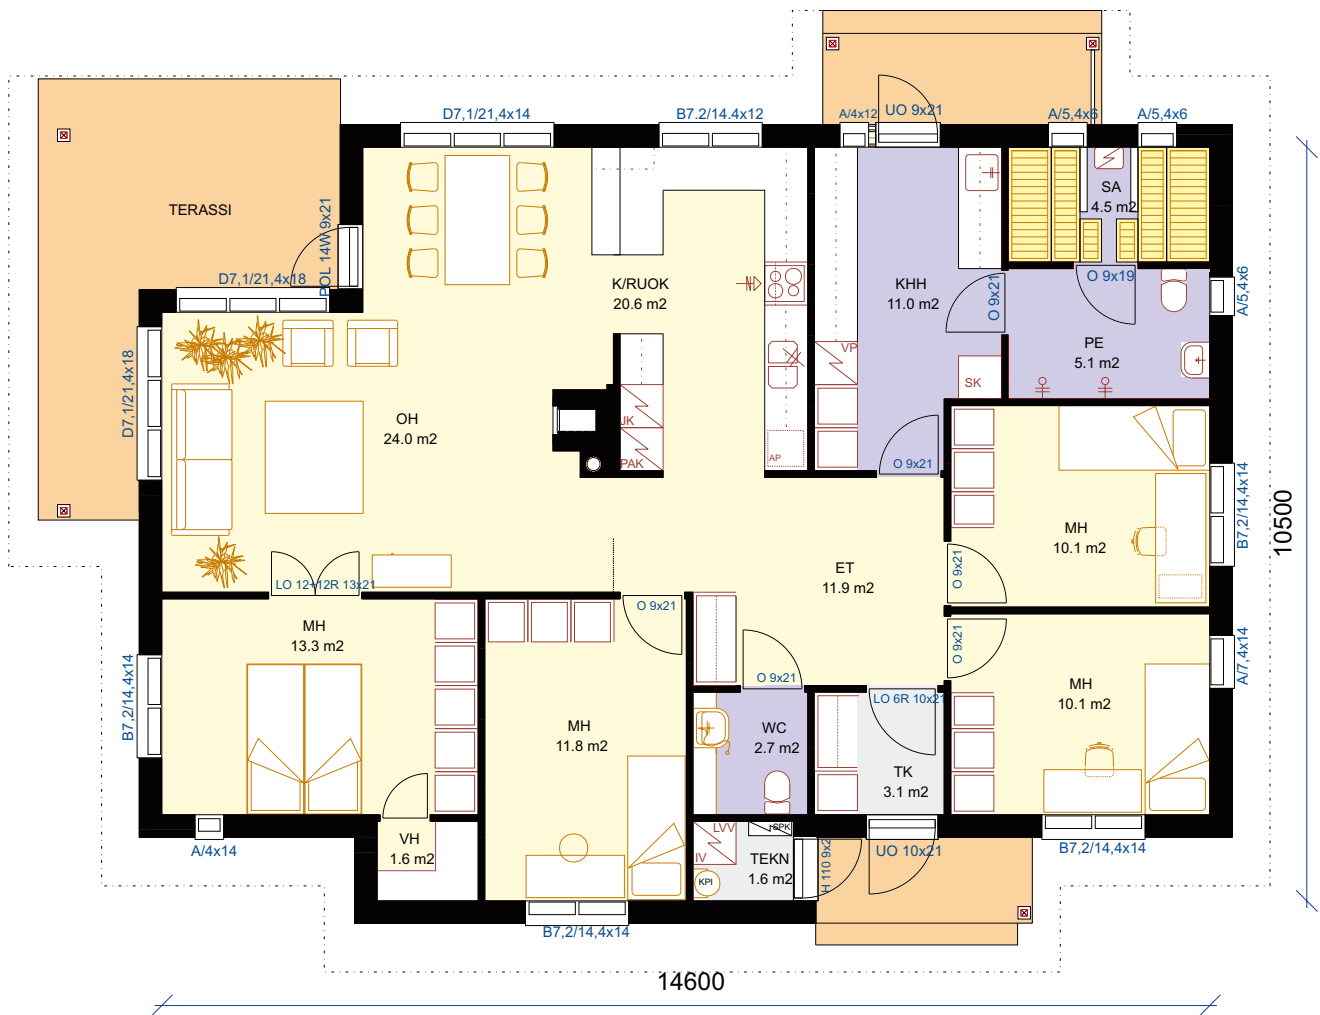 D7,1/21,4x14
B7.2/14.4x12
A/4x12
UO 9x21
A/5,4x6
A/5,4x6
TERASSI
POL 14W 9x21
D7,1/21,4x18
SA
4.5 m2
K/RUOK
20.6 m2
KHH
11.0 m2
O 9x21
O 9x19
A/5,4x6
PE
5.1 m2
D7,1/21,4x18
VP
SK
OH
24.0 m2
JK
PAK
AP
O 9x21
B7,2/14,4x14
MH
10.1 m2
10500
ET
11.9 m2
O 9x21
LO 12+12R 13x21
O 9x21
MH
13.3 m2
O 9x21
A/7,4x14
B7,2/14,4x14
O 9x21
LO 6R 10x21
MH
10.1 m2
MH
11.8 m2
WC
2.7 m2
TK
3.1 m2
VH
1.6 m2
A/4x14
LVV
SPK
IV
KPI
TEKN
1.6 m2
H 110 9x2
UO 10x21
B7,2/14,4x14
B7,2/14,4x14
14600